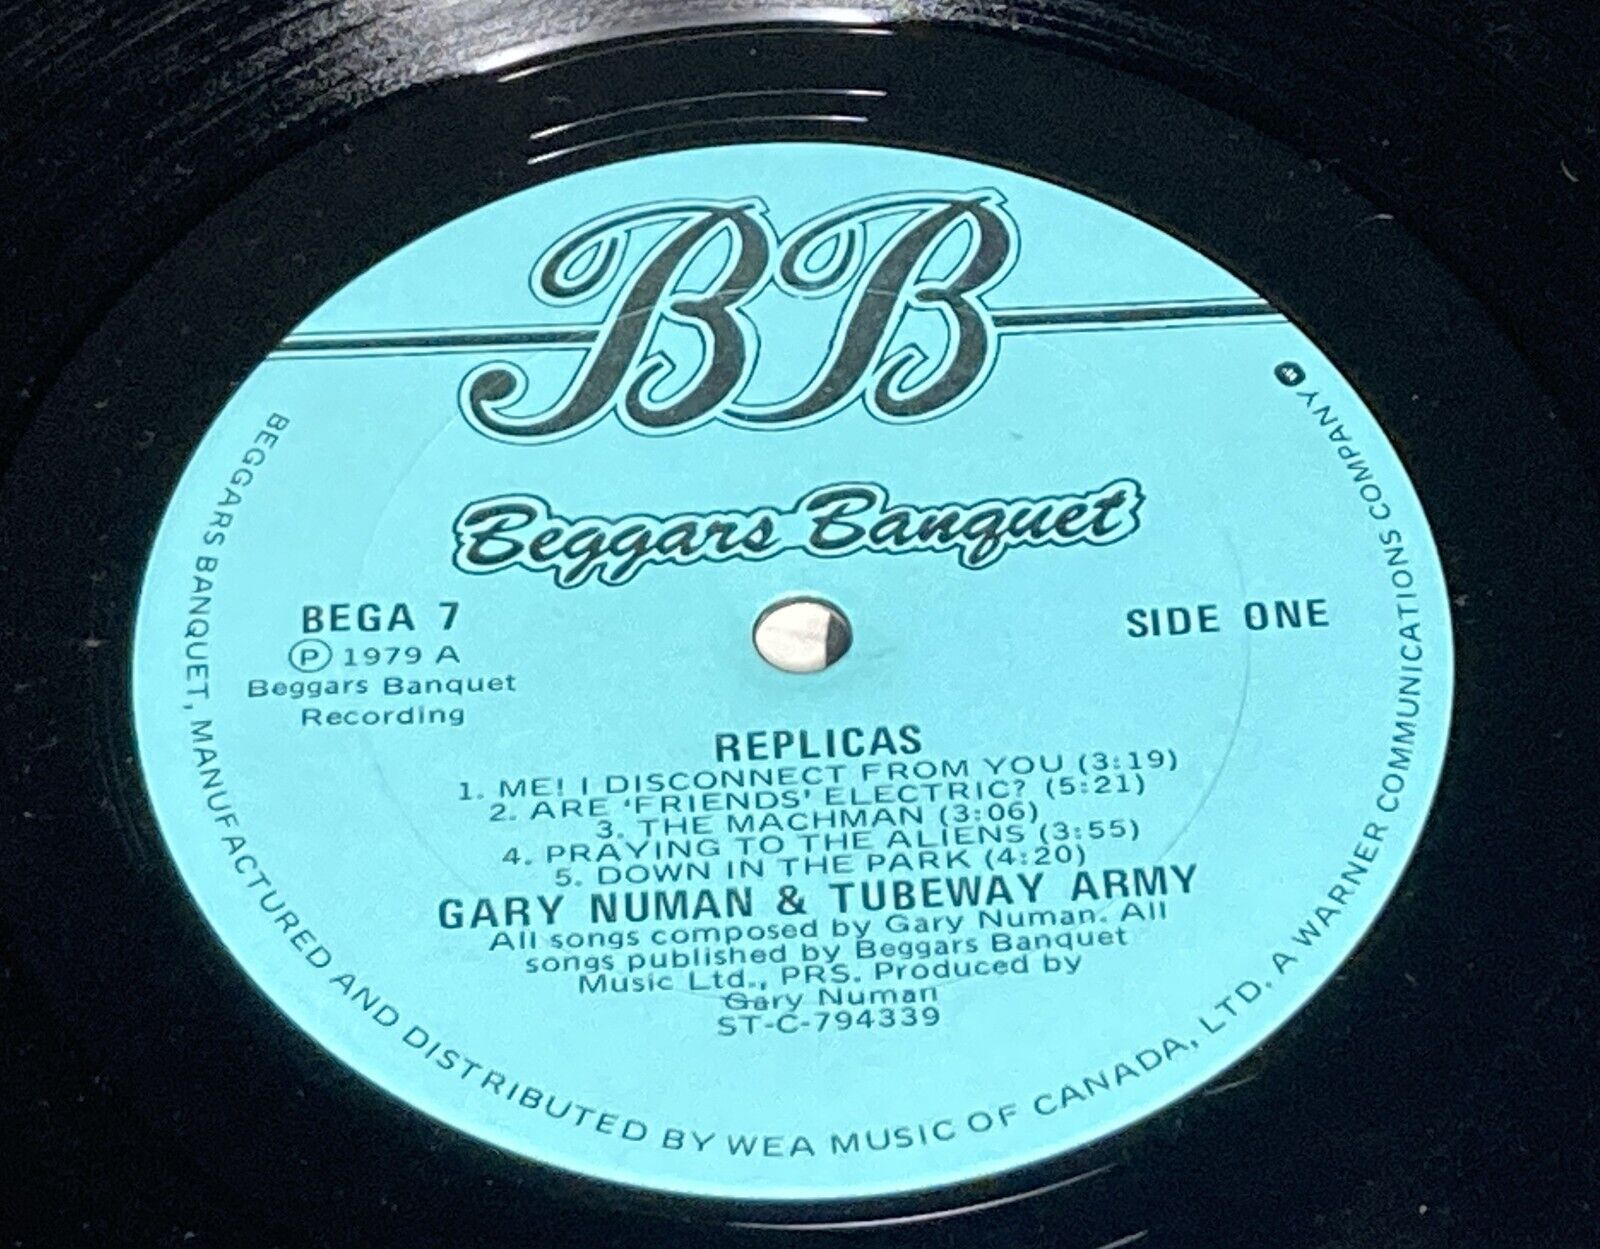 BB
Beggars Banquet
BEGA 7
Ⓟ 1979 A
Beggars Banquet
Recording
SIDE ONE
REPLICAS
1. ME! I DISCONNECT FROM YOU (3:19)
2. ARE 'FRIENDS' ELECTRIC? (5:21)
3. THE MACHMAN (3:06)
4. PRAYING TO THE ALIENS (3:55)
5. DOWN IN THE PARK (4:20)
GARY NUMAN & TUBEWAY ARMY
All songs composed by Gary Numan. All
songs published by Beggars Banquet
Music Ltd., PRS. Produced by
Gary Numan
ST-C-794339
BEGGARS BANQUET, MANUFACTURED AND DISTRIBUTED BY WEA MUSIC OF CANADA, LTD. A WARNER COMMUNICATIONS COMPANY